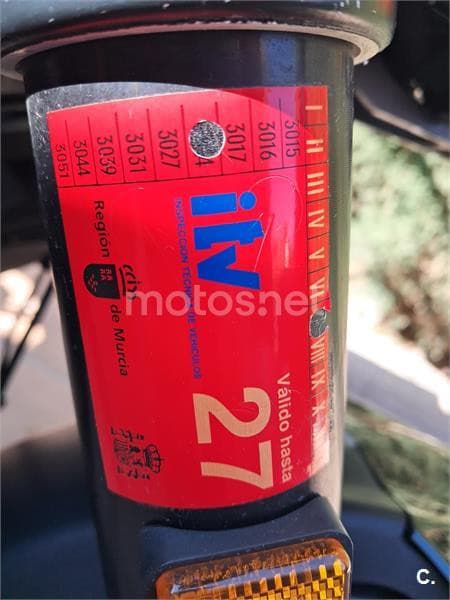 3015
3016
3017
4
3027
3031
3039
3044
3051
I II III IV V VI VIII IX X
itv
INSPECCIÓN TÉCNICA DE VEHÍCULOS
Región de Murcia
Válido hasta
27
motos.net
C.